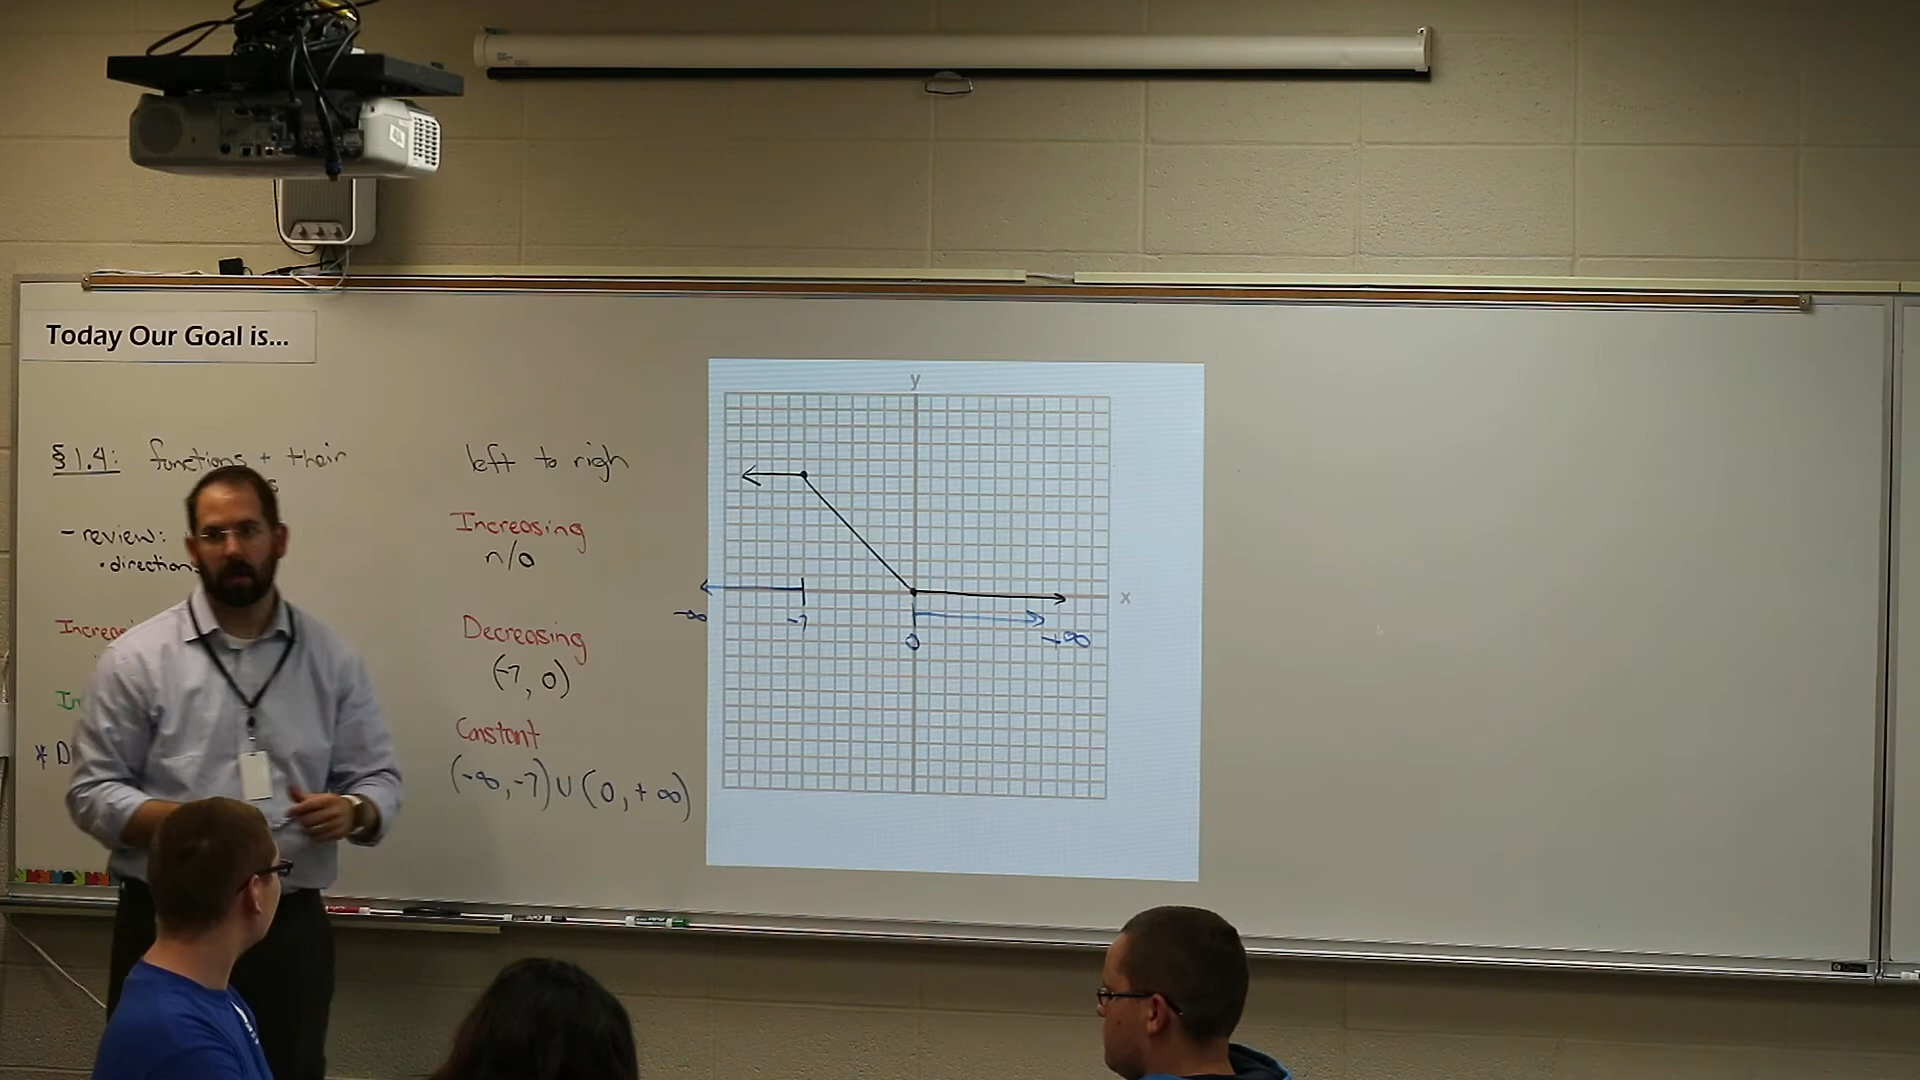 Today Our Goal is...
§1.4: functions + their
- review:
• direction
Increas
In
* D
left to righ
Increasing
n/o
Decreasing
(-7, 0)
Constant
(-∞, -7) ∪ (0, +∞)
y
x
-∞
-7
0
+∞